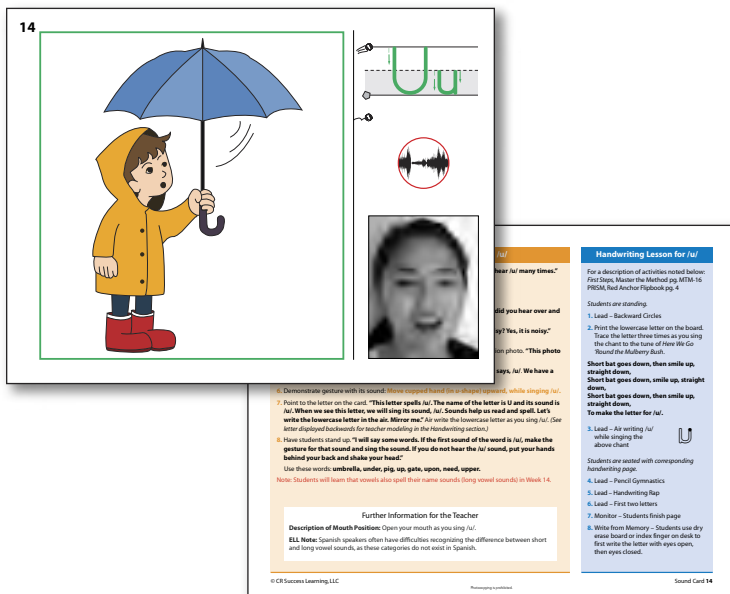 14
Uu
/u/
hear /u/ many times."
did you hear over and
sy? Yes, it is noisy."
ion photo. "This photo
says, /u/. We have a
6. Demonstrate gesture with its sound: Move cupped hand (in u-shape) upward, while singing /u/.
7. Point to the letter on the card. "This letter spells /u/. The name of the letter is U and its sound is
/u/. When we see this letter, we will sing its sound, /u/. Sounds help us read and spell. Let's
write the lowercase letter in the air. Mirror me." Air write the lowercase letter as you sing /u/. (See
letter displayed backwards for teacher modeling in the Handwriting section.)
8. Have students stand up. "I will say some words. If the first sound of the word is /u/, make the
gesture for that sound and sing the sound. If you do not hear the /u/ sound, put your hands
behind your back and shake your head."
Use these words: umbrella, under, pig, up, gate, upon, need, upper.
Note: Students will learn that vowels also spell their name sounds (long vowel sounds) in Week 14.
Further Information for the Teacher
Description of Mouth Position: Open your mouth as you sing /u/.
ELL Note: Spanish speakers often have difficulties recognizing the difference between short
and long vowel sounds, as these categories do not exist in Spanish.
Handwriting Lesson for /u/
For a description of activities noted below:
First Steps, Master the Method pg. MTM-16
PRISM, Red Anchor Flipbook pg. 4
Students are standing.
1. Lead – Backward Circles
2. Print the lowercase letter on the board.
Trace the letter three times as you sing
the chant to the tune of Here We Go
'Round the Mulberry Bush.
Short bat goes down, then smile up,
straight down,
Short bat goes down, smile up, straight
down,
Short bat goes down, then smile up,
straight down,
To make the letter for /u/.
3. Lead – Air writing /u/
while singing the
above chant
Students are seated with corresponding
handwriting page.
4. Lead – Pencil Gymnastics
5. Lead – Handwriting Rap
6. Lead – First two letters
7. Monitor – Students finish page
8. Write from Memory – Students use dry
erase board or index finger on desk to
first write the letter with eyes open,
then eyes closed.
© CR Success Learning, LLC
Photocopying is prohibited
Sound Card 14